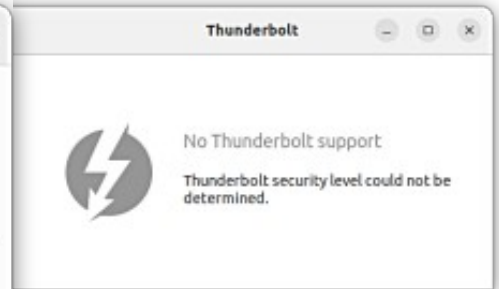 Thunderbolt
No Thunderbolt support
Thunderbolt security level could not be
determined.